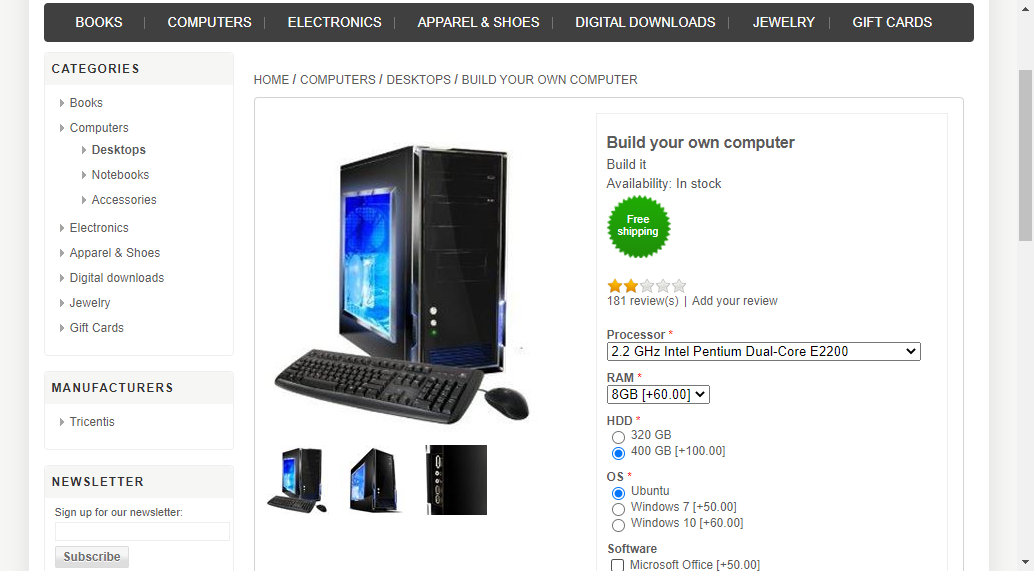 BOOKS COMPUTERS ELECTRONICS APPAREL & SHOES DIGITAL DOWNLOADS JEWELRY GIFT CARDS
HOME / COMPUTERS / DESKTOPS / BUILD YOUR OWN COMPUTER
CATEGORIES
Books
Computers
Desktops
Notebooks
Accessories
Electronics
Apparel & Shoes
Digital downloads
Jewelry
Gift Cards
MANUFACTURERS
Tricentis
NEWSLETTER
Sign up for our newsletter:
Subscribe
Build your own computer
Build it
Availability: In stock
Free
shipping
181 review(s) | Add your review
Processor *
2.2 GHz Intel Pentium Dual-Core E2200
RAM *
8GB [+60.00]
HDD *
320 GB
400 GB [+100.00]
OS *
Ubuntu
Windows 7 [+50.00]
Windows 10 [+60.00]
Software
Microsoft Office [+50.00]